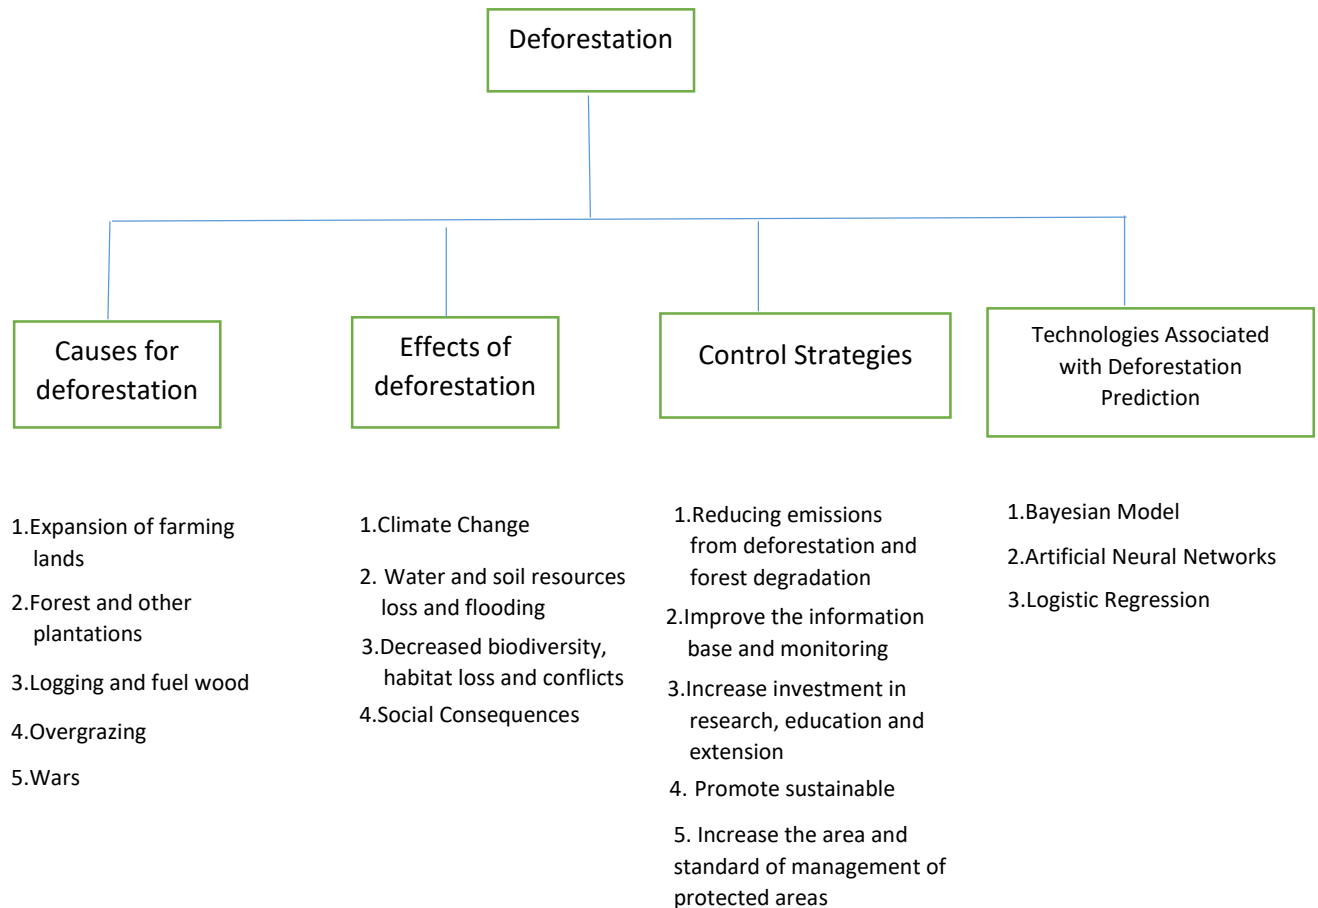 Deforestation
Causes for
deforestation
Effects of
deforestation
Control Strategies
Technologies Associated
with Deforestation
Prediction
1.Expansion of farming
lands
2.Forest and other
plantations
3.Logging and fuel wood
4.Overgrazing
5.Wars
1.Climate Change
2. Water and soil resources
loss and flooding
3.Decreased biodiversity,
habitat loss and conflicts
4.Social Consequences
1.Reducing emissions
from deforestation and
forest degradation
2.Improve the information
base and monitoring
3.Increase investment in
research, education and
extension
4. Promote sustainable
5. Increase the area and
standard of management of
protected areas
1.Bayesian Model
2.Artificial Neural Networks
3.Logistic Regression